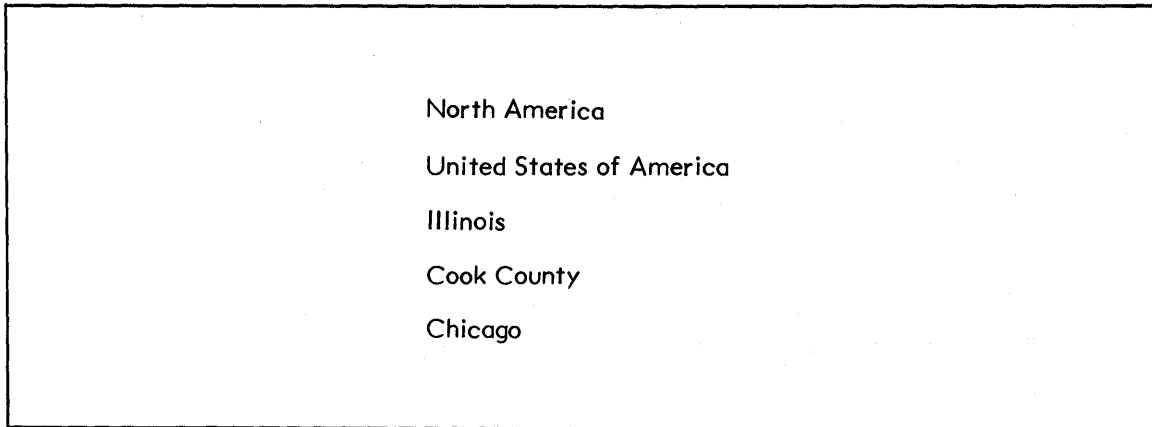 North America
United States of America
Illinois
Cook County
Chicago